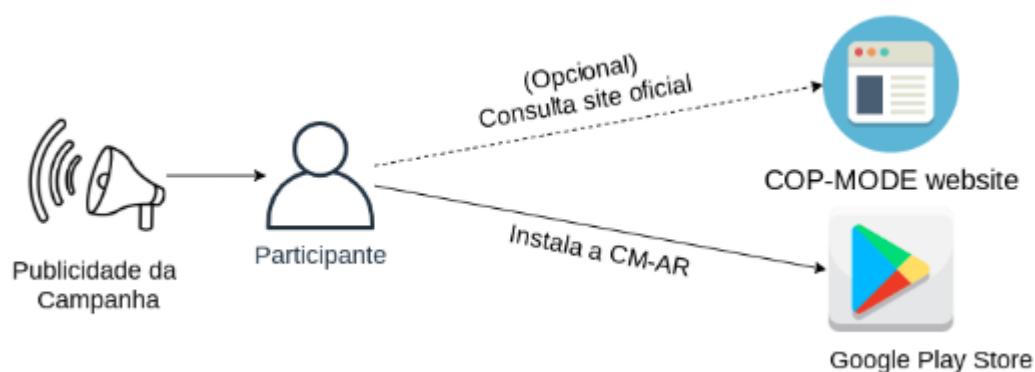 Publicidade da
Campanha
Participante
(Opcional)
Consulta site oficial
COP-MODE website
Instala a CM-AR
Google Play Store